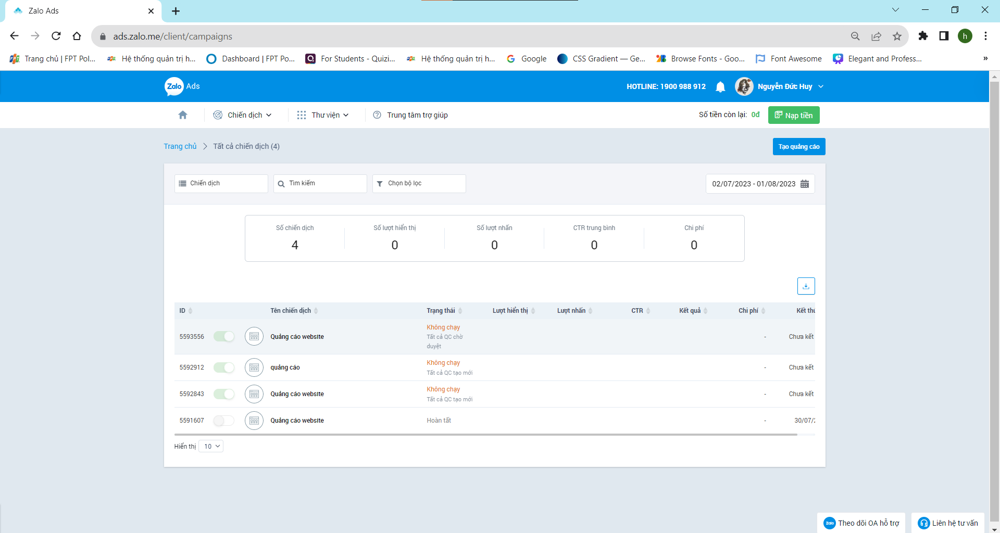 Zalo Ads
ads.zalo.me/client/campaigns
h
Trang chủ | FPT Pol...
Hệ thống quản trị h...
Dashboard | FPT Po...
For Students - Quizi...
Hệ thống quản trị h...
Google
CSS Gradient — Ge...
Browse Fonts - Goo...
Font Awesome
Elegant and Profess...
»
Zalo Ads
HOTLINE: 1900 988 912
Nguyễn Đức Huy
Chiến dịch
Thư viện
Trung tâm trợ giúp
Số tiền còn lại: 0đ
Nạp tiền
Trang chủ > Tất cả chiến dịch (4)
Tạo quảng cáo
Chiến dịch
Tìm kiếm
Chọn bộ lọc
02/07/2023 - 01/08/2023
Số chiến dịch
4
Số lượt hiển thị
0
Số lượt nhấn
0
CTR trung bình
0
Chi phí
0
ID Tên chiến dịch Trạng thái Lượt hiển thị Lượt nhấn CTR Kết quả Chi phí Kết thú
5593556 Quảng cáo website Không chạy - Chưa kết
Tất cả QC chờ
duyệt
5592912 quảng cáo Không chạy - Chưa kết
Tất cả QC tạo mới
5592843 Quảng cáo website Không chạy - Chưa kết
Tất cả QC tạo mới
5591607 Quảng cáo website Hoàn tất - 30/07/2
Hiển thị 10
Zalo Theo dõi OA hỗ trợ
Liên hệ tư vấn